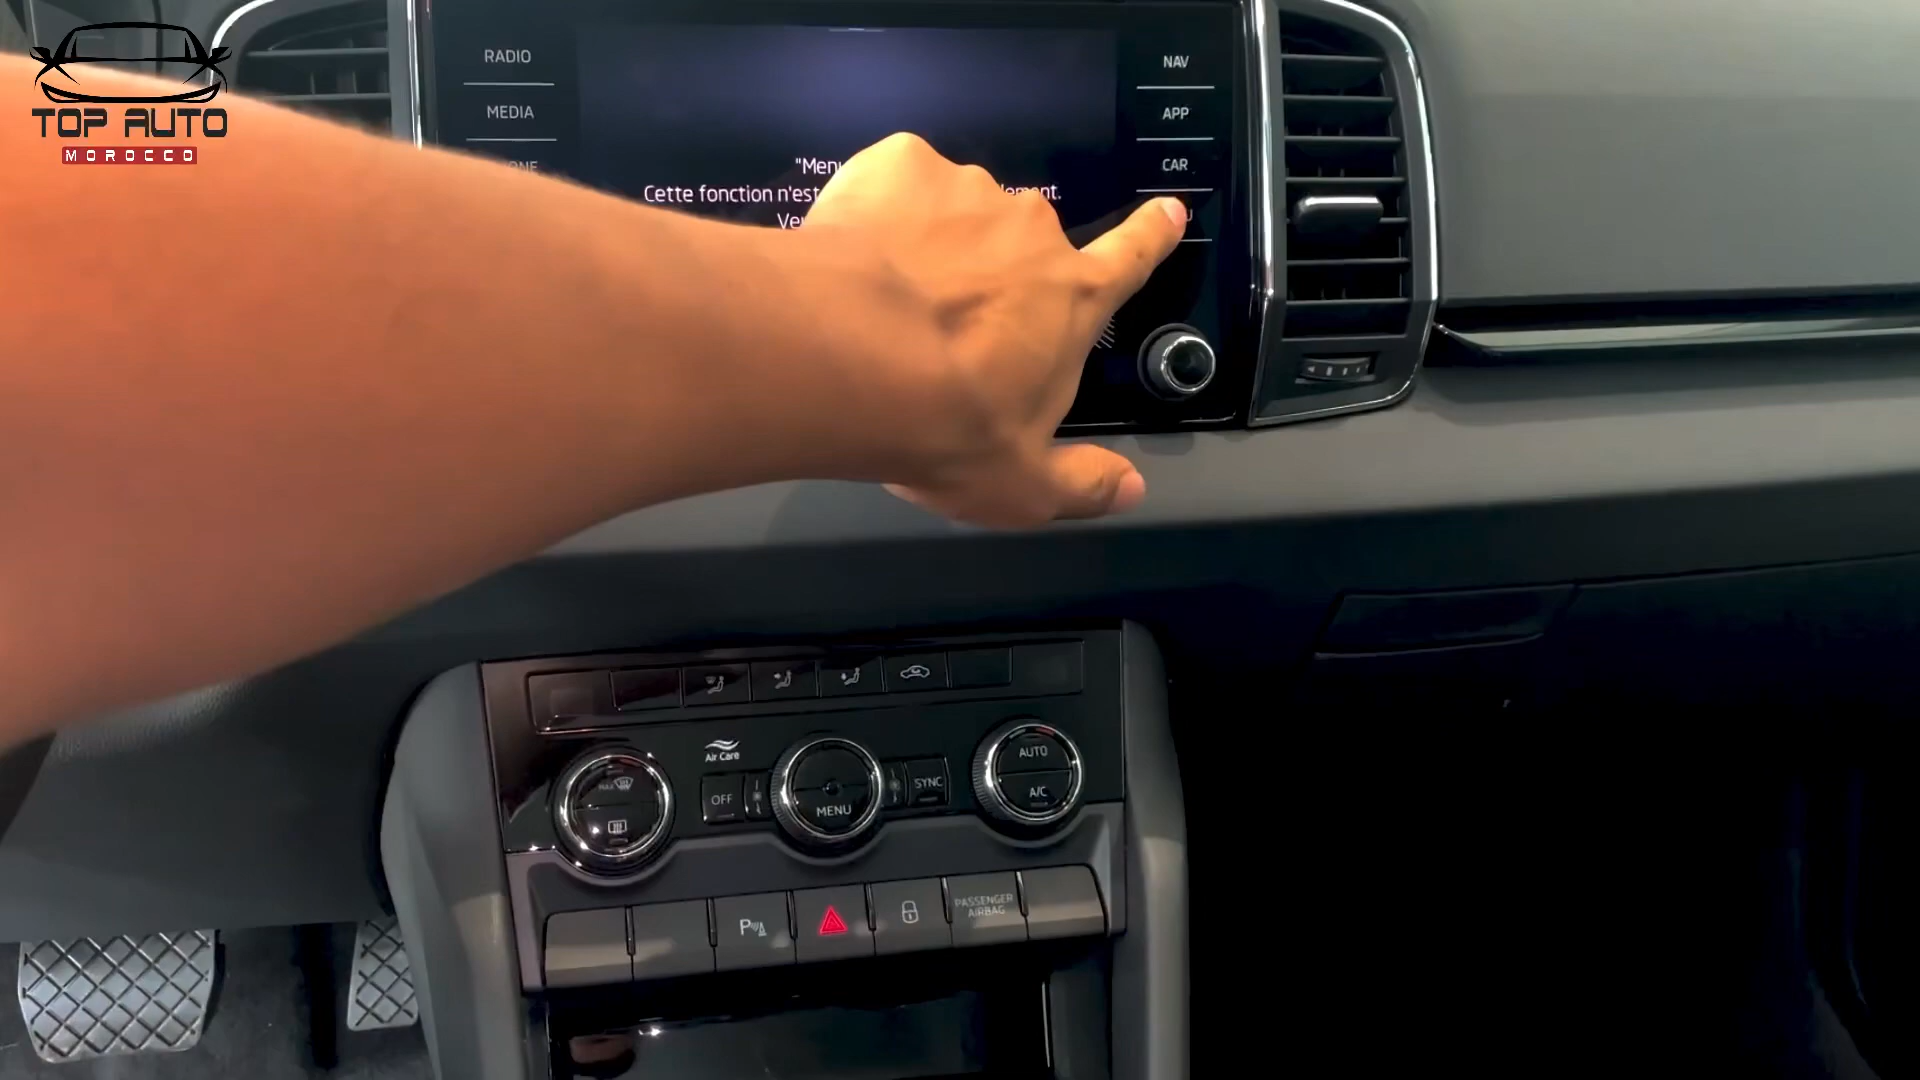 TOP AUTO
MOROCCO
RADIO
MEDIA
NAV
APP
CAR
"Menu
Cette fonction n'est
Air Care
OFF
MENU
SYNC
AUTO
A/C
MAX
P
PASSENGER
AIRBAG